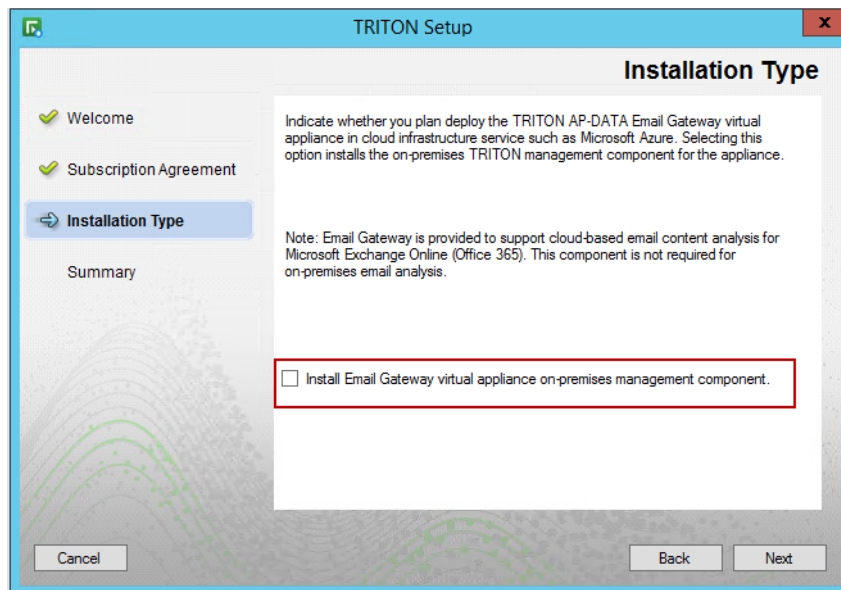 TRITON Setup
x
Installation Type
Welcome
Subscription Agreement
Installation Type
Summary
Indicate whether you plan deploy the TRITON AP-DATA Email Gateway virtual
appliance in cloud infrastructure service such as Microsoft Azure. Selecting this
option installs the on-premises TRITON management component for the appliance.
Note: Email Gateway is provided to support cloud-based email content analysis for
Microsoft Exchange Online (Office 365). This component is not required for
on-premises email analysis.
Install Email Gateway virtual appliance on-premises management component.
Cancel
Back
Next